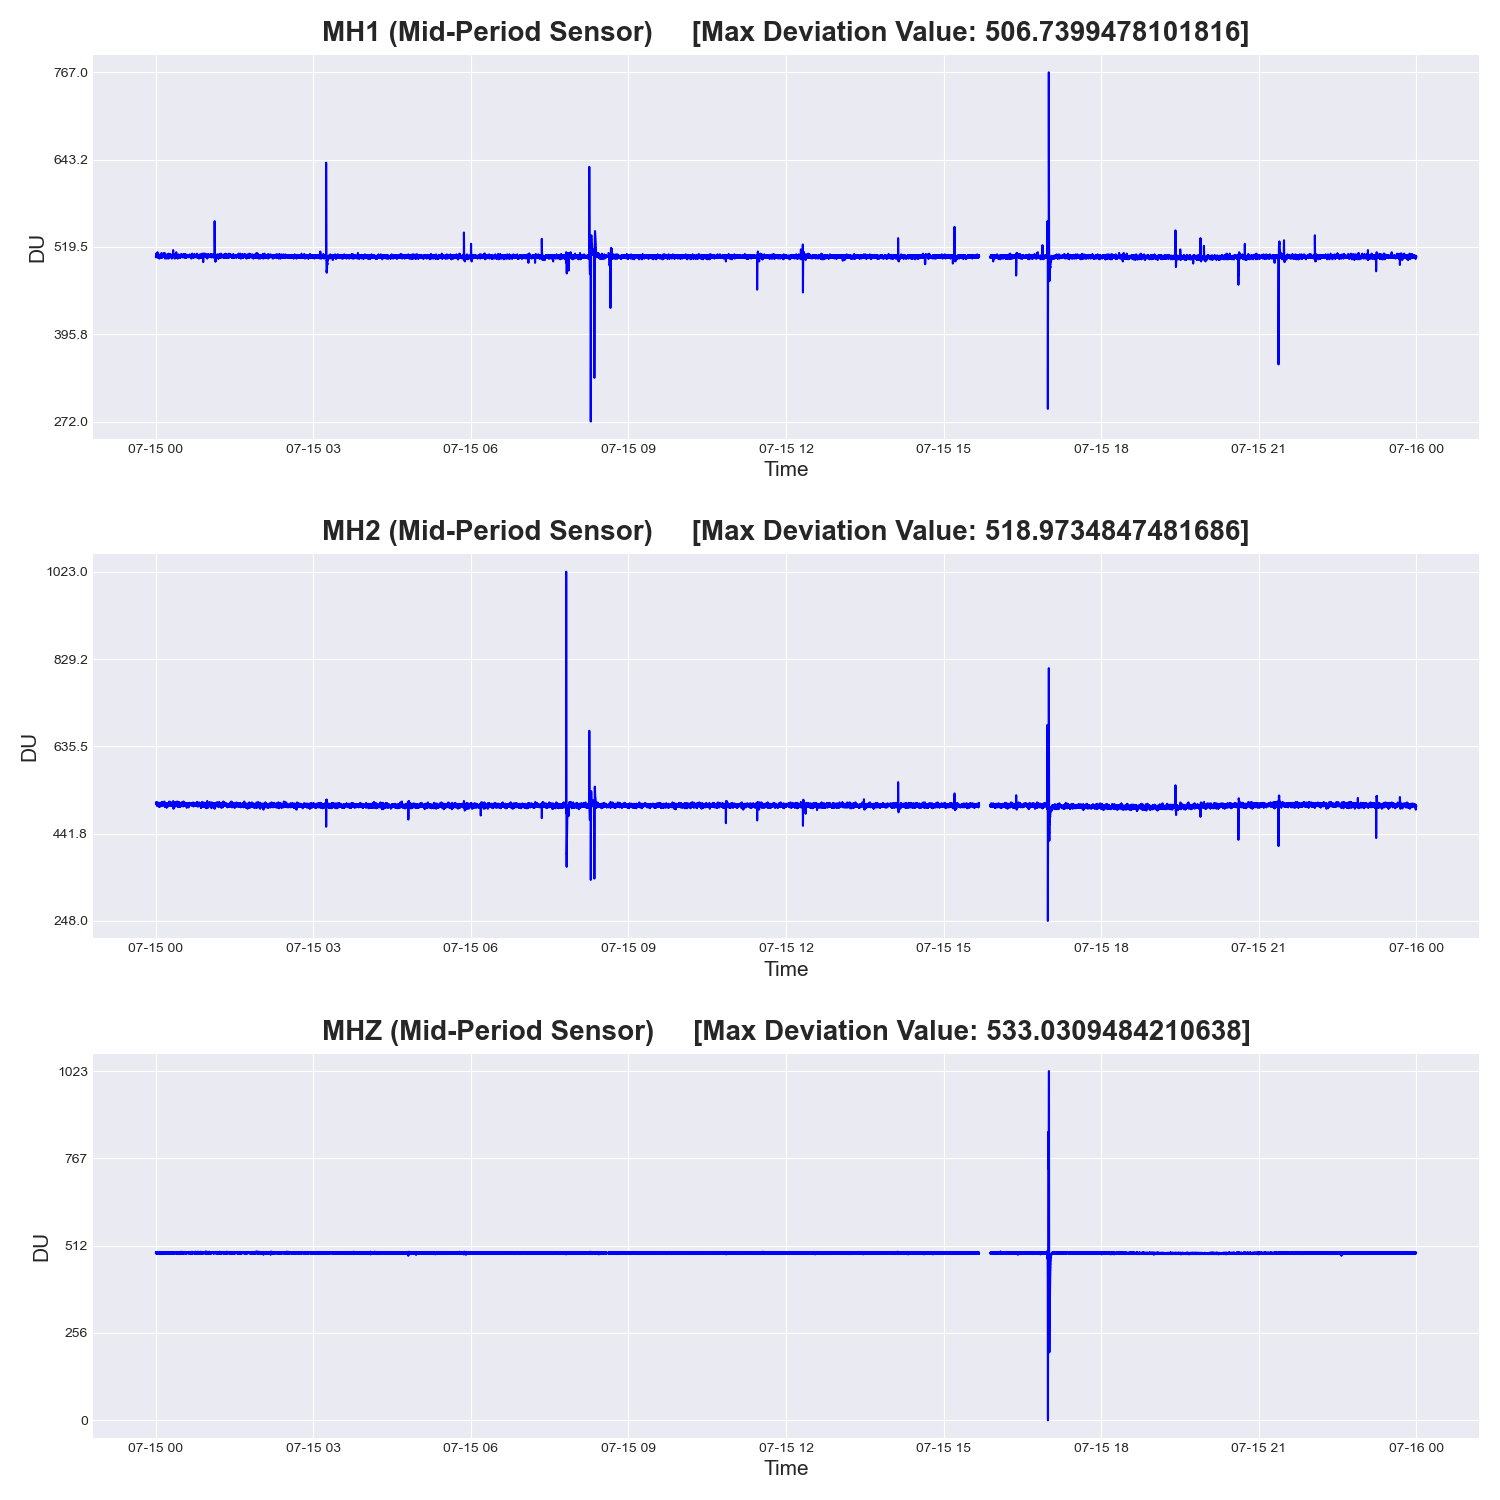 MH1 (Mid-Period Sensor)     [Max Deviation Value: 506.7399478101816]
DU
767.0
643.2
519.5
395.8
272.0
07-15 00 07-15 03 07-15 06 07-15 09 07-15 12 07-15 15 07-15 18 07-15 21 07-16 00
Time
MH2 (Mid-Period Sensor)     [Max Deviation Value: 518.9734847481686]
DU
1023.0
829.2
635.5
441.8
248.0
07-15 00 07-15 03 07-15 06 07-15 09 07-15 12 07-15 15 07-15 18 07-15 21 07-16 00
Time
MHZ (Mid-Period Sensor)     [Max Deviation Value: 533.0309484210638]
DU
1023
767
512
256
0
07-15 00 07-15 03 07-15 06 07-15 09 07-15 12 07-15 15 07-15 18 07-15 21 07-16 00
Time